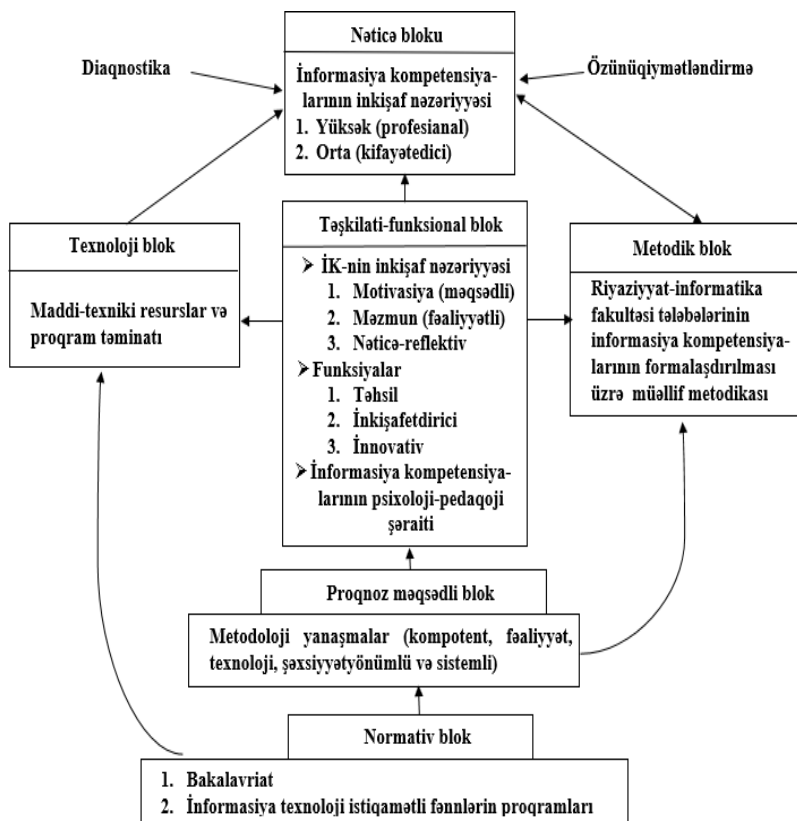 Nəticə bloku
Diaqnostika
Özünüqiymətləndirmə
İnformasiya kompetensiya-
larının inkişaf nəzəriyyəsi
1. Yüksək (profesianal)
2. Orta (kifayətedici)
Texnoloji blok
Maddi-texniki resurslar və
proqram təminatı
Təşkilati-funksional blok
➢ İK-nin inkişaf nəzəriyyəsi
1. Motivasiya (məqsədli)
2. Məzmun (fəaliyyətli)
3. Nəticə-reflektiv
➢ Funksiyalar
1. Təhsil
2. İnkişafetdirici
3. İnnovativ
➢ İnformasiya kompetensiya-
larının psixoloji-pedaqoji
şəraiti
Metodik blok
Riyaziyyat-informatika
fakultəsi tələbələrinin
informasiya kompetensiya-
larının formalaşdırılması
üzrə müəllif metodikası
Proqnoz məqsədli blok
Metodoloji yanaşmalar (kompotent, fəaliyyət,
texnoloji, şəxsiyyətyönümlü və sistemli)
Normativ blok
1. Bakalavriat
2. İnformasiya texnoloji istiqamətli fənnlərin proqramları